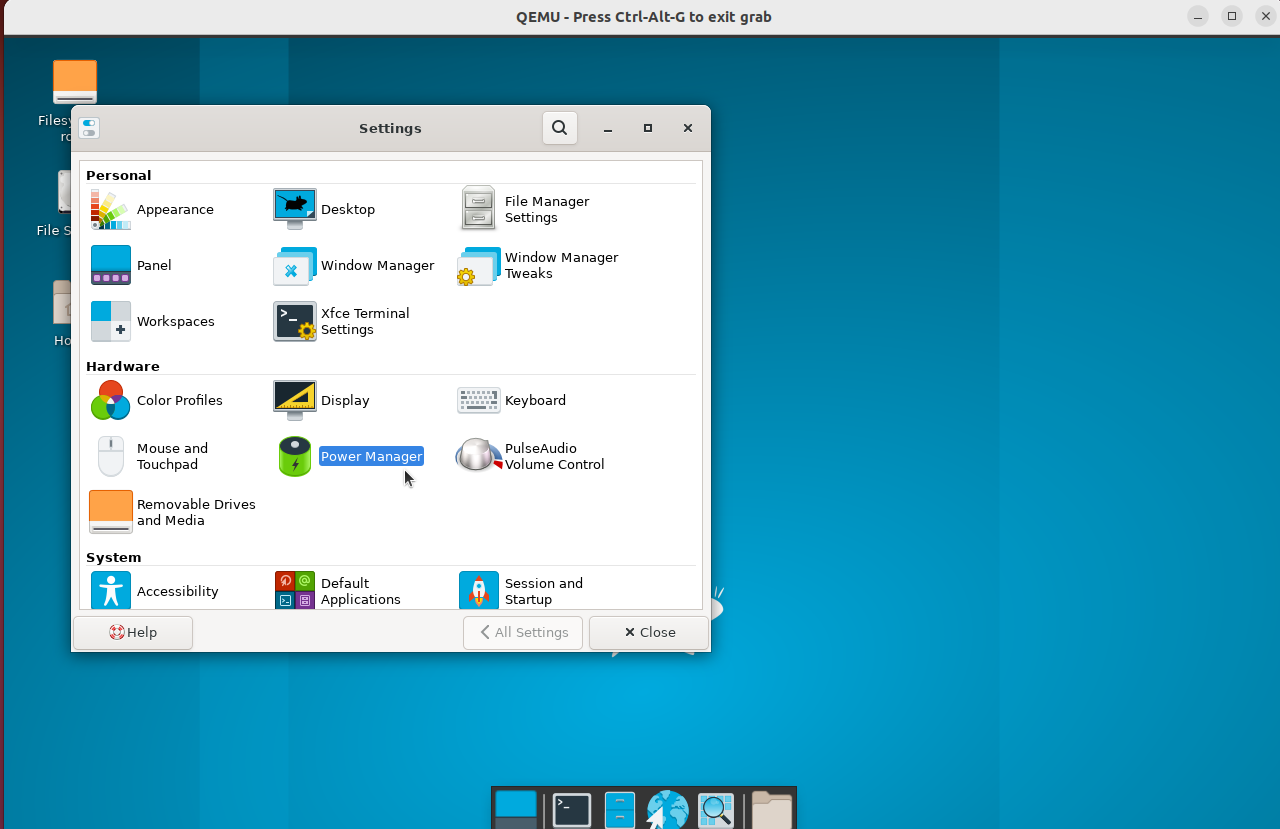 QEMU - Press Ctrl-Alt-G to exit grab
Settings
Personal
Appearance
Desktop
File Manager
Settings
Panel
Window Manager
Window Manager
Tweaks
Workspaces
Xfce Terminal
Settings
Hardware
Color Profiles
Display
Keyboard
Mouse and
Touchpad
Power Manager
PulseAudio
Volume Control
Removable Drives
and Media
System
Accessibility
Default
Applications
Session and
Startup
Help
All Settings
Close
File S
Ho